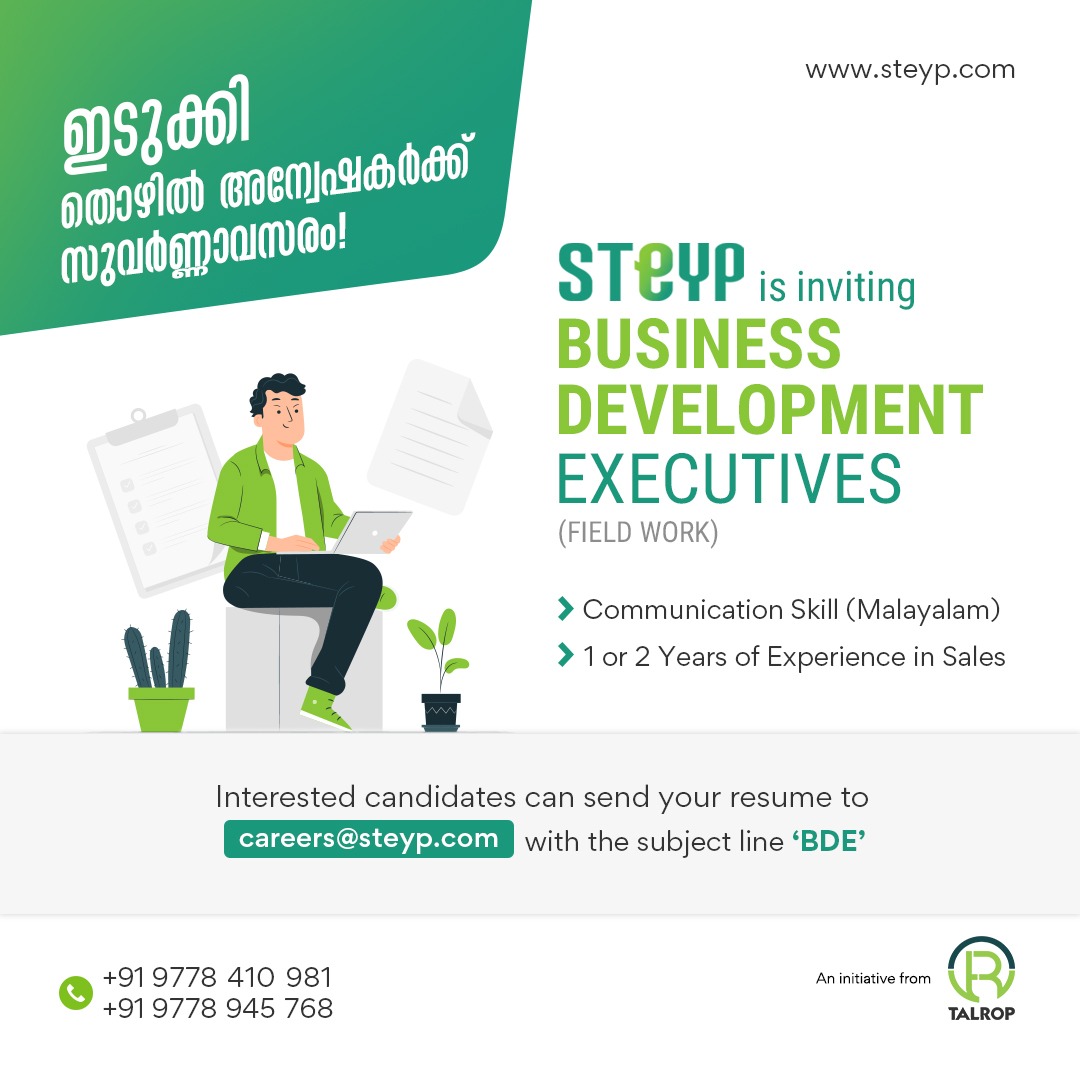 ഇടുക്കി
തൊഴിൽ അന്വേഷകർക്ക്
സുവർണ്ണാവസരം!
www.steyp.com
STEYP is inviting
BUSINESS
DEVELOPMENT
EXECUTIVES
(FIELD WORK)
Communication Skill (Malayalam)
1 or 2 Years of Experience in Sales
Interested candidates can send your resume to
careers@steyp.com with the subject line ‘BDE’
+91 9778 410 981
+91 9778 945 768
An initiative from
TALROP